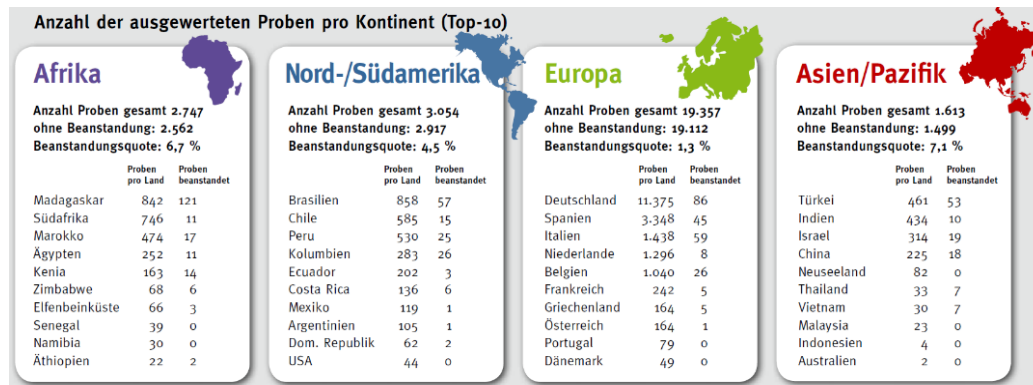 Anzahl der ausgewerteten Proben pro Kontinent (Top-10)
Afrika
Anzahl Proben gesamt 2.747
ohne Beanstandung: 2.562
Beanstandungsquote: 6,7 %
Proben Proben
pro Land beanstandet
Madagaskar 842 121
Südafrika 746 11
Marokko 474 17
Ägypten 252 11
Kenia 163 14
Zimbabwe 68 6
Elfenbeinküste 66 3
Senegal 39 0
Namibia 30 0
Äthiopien 22 2
Nord-/Südamerika
Anzahl Proben gesamt 3.054
ohne Beanstandung: 2.917
Beanstandungsquote: 4,5 %
Proben Proben
pro Land beanstandet
Brasilien 858 57
Chile 585 15
Peru 530 25
Kolumbien 283 26
Ecuador 202 3
Costa Rica 136 6
Mexiko 119 1
Argentinien 105 1
Dom. Republik 62 2
USA 44 0
Europa
Anzahl Proben gesamt 19.357
ohne Beanstandung: 19.112
Beanstandungsquote: 1,3 %
Proben Proben
pro Land beanstandet
Deutschland 11.375 86
Spanien 3.348 45
Italien 1.438 59
Niederlande 1.296 8
Belgien 1.040 26
Frankreich 242 5
Griechenland 164 5
Österreich 164 1
Portugal 79 0
Dänemark 49 0
Asien/Pazifik
Anzahl Proben gesamt 1.613
ohne Beanstandung: 1.499
Beanstandungsquote: 7,1 %
Proben Proben
pro Land beanstandet
Türkei 461 53
Indien 434 10
Israel 314 19
China 225 18
Neuseeland 82 0
Thailand 33 7
Vietnam 30 7
Malaysia 23 0
Indonesien 4 0
Australien 2 0